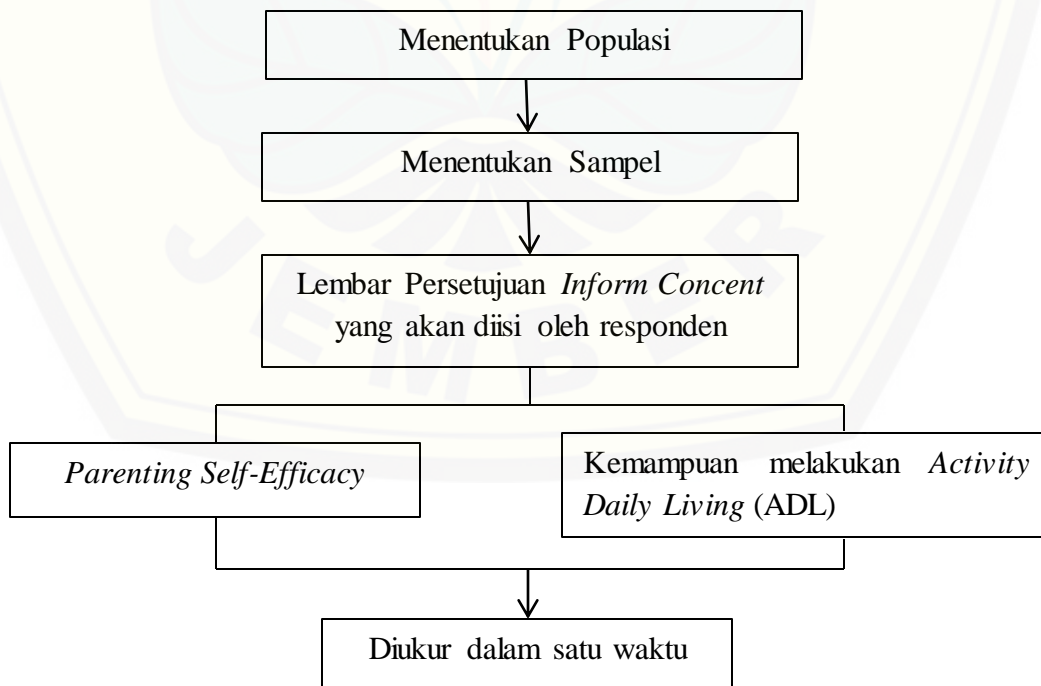 Menentukan Populasi
Menentukan Sampel
JEMBER
Lembar Persetujuan Inform Concent
yang akan diisi oleh responden
Parenting Self-Efficacy
Kemampuan melakukan Activity
Daily Living (ADL)
Diukur dalam satu waktu